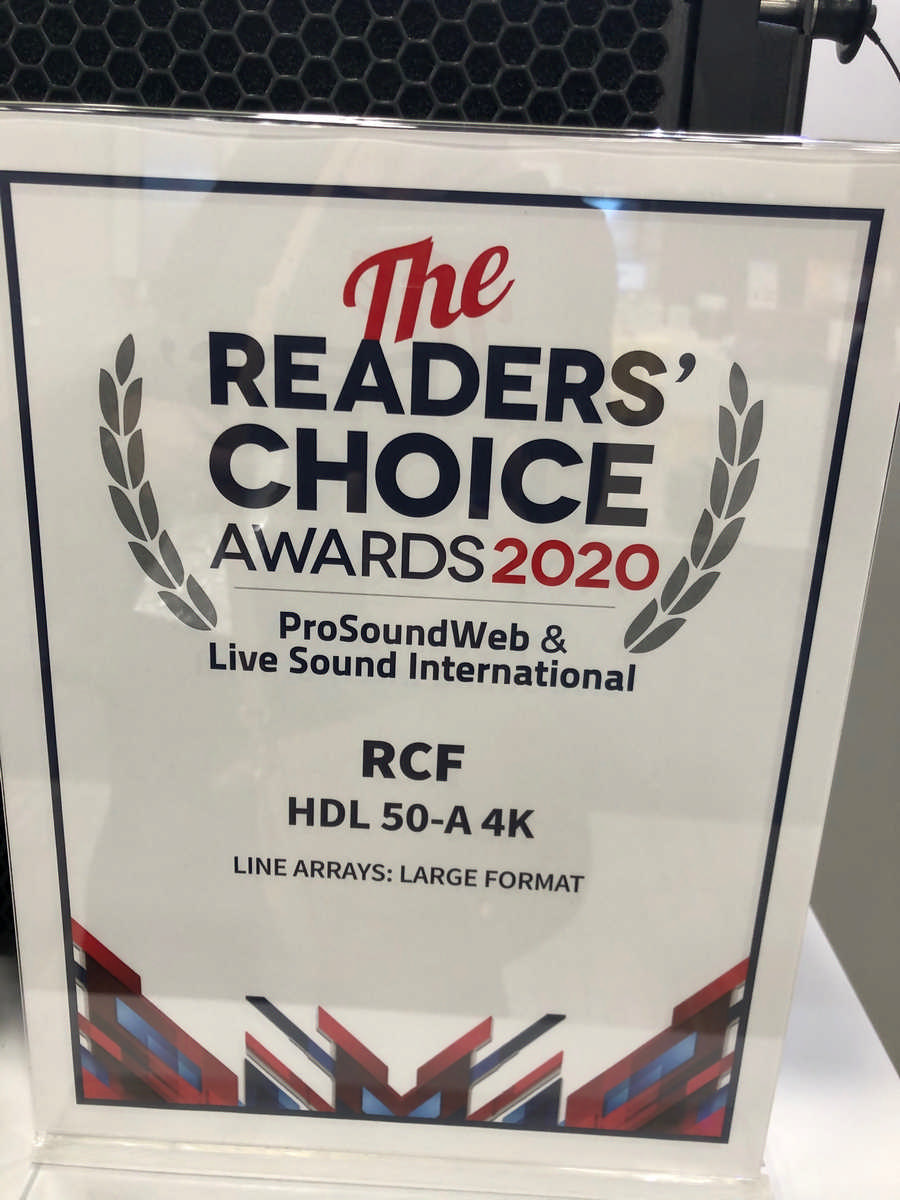 The
READERS’
CHOICE
AWARDS 2020
ProSoundWeb &
Live Sound International
RCF
HDL 50-A 4K
LINE ARRAYS: LARGE FORMAT